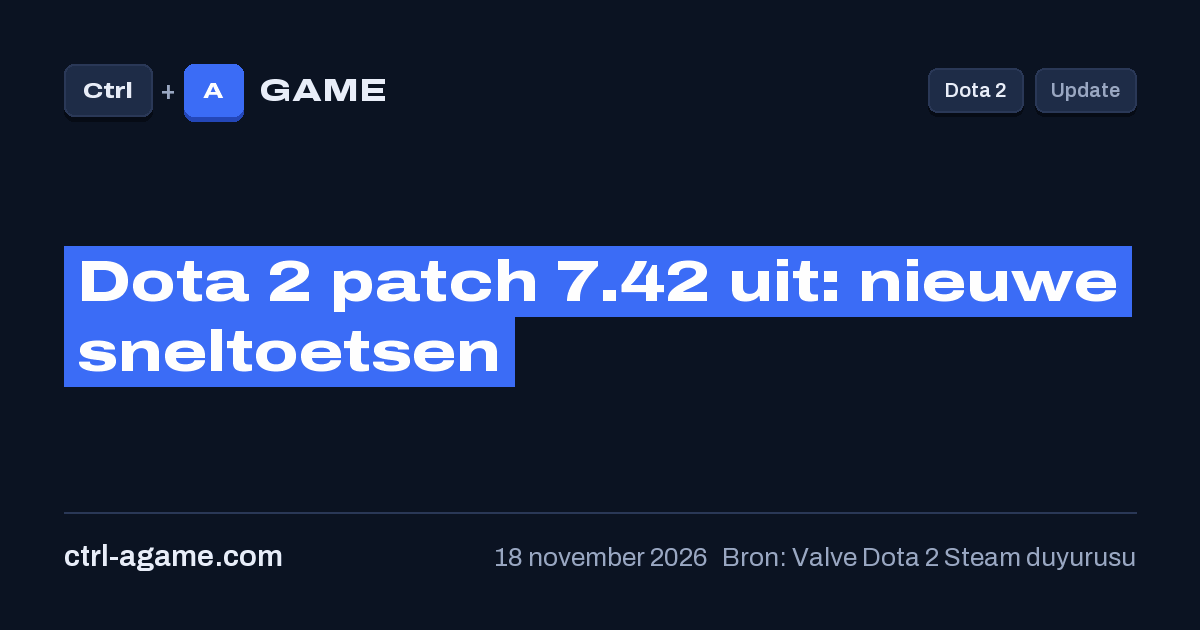 Ctrl + A GAME
Dota 2 Update
Dota 2 patch 7.42 uit: nieuwe
sneltoetsen
ctrl-agame.com
18 november 2026 Bron: Valve Dota 2 Steam duyurusu